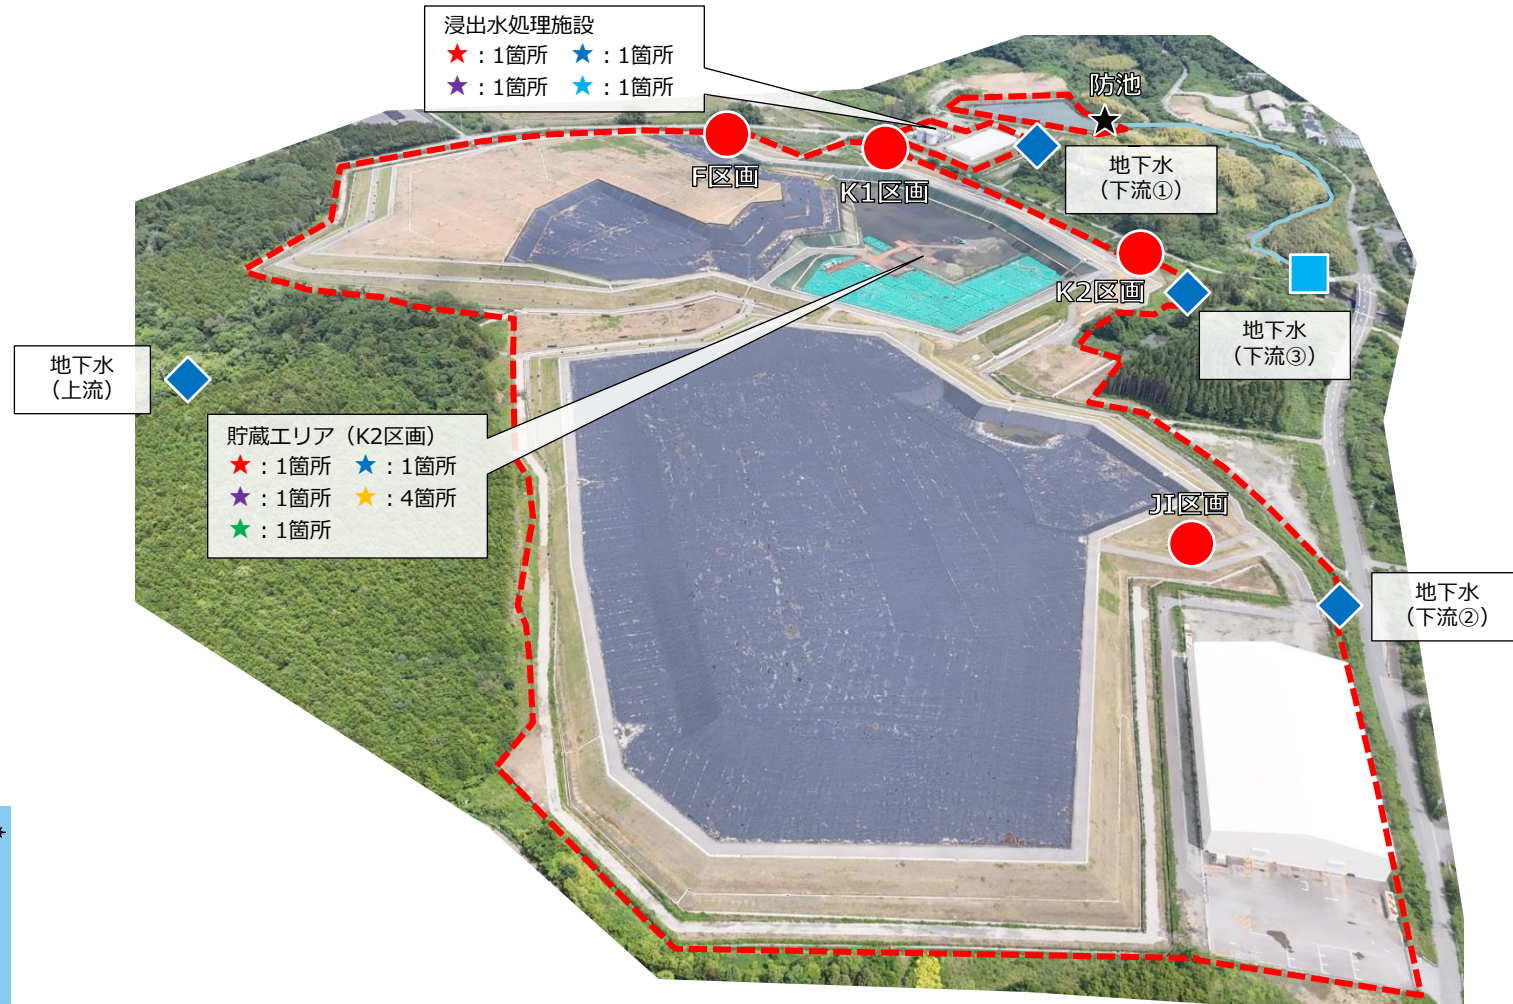 浸出水処理施設
★：1箇所 ★：1箇所
★：1箇所 ★：1箇所
防池
地下水
（下流①）
F区画
K1区画
K2区画
地下水
（下流③）
地下水
（上流）
貯蔵エリア（K2区画）
★：1箇所 ★：1箇所
★：1箇所 ★：4箇所
★：1箇所
JI区画
地下水
（下流②）